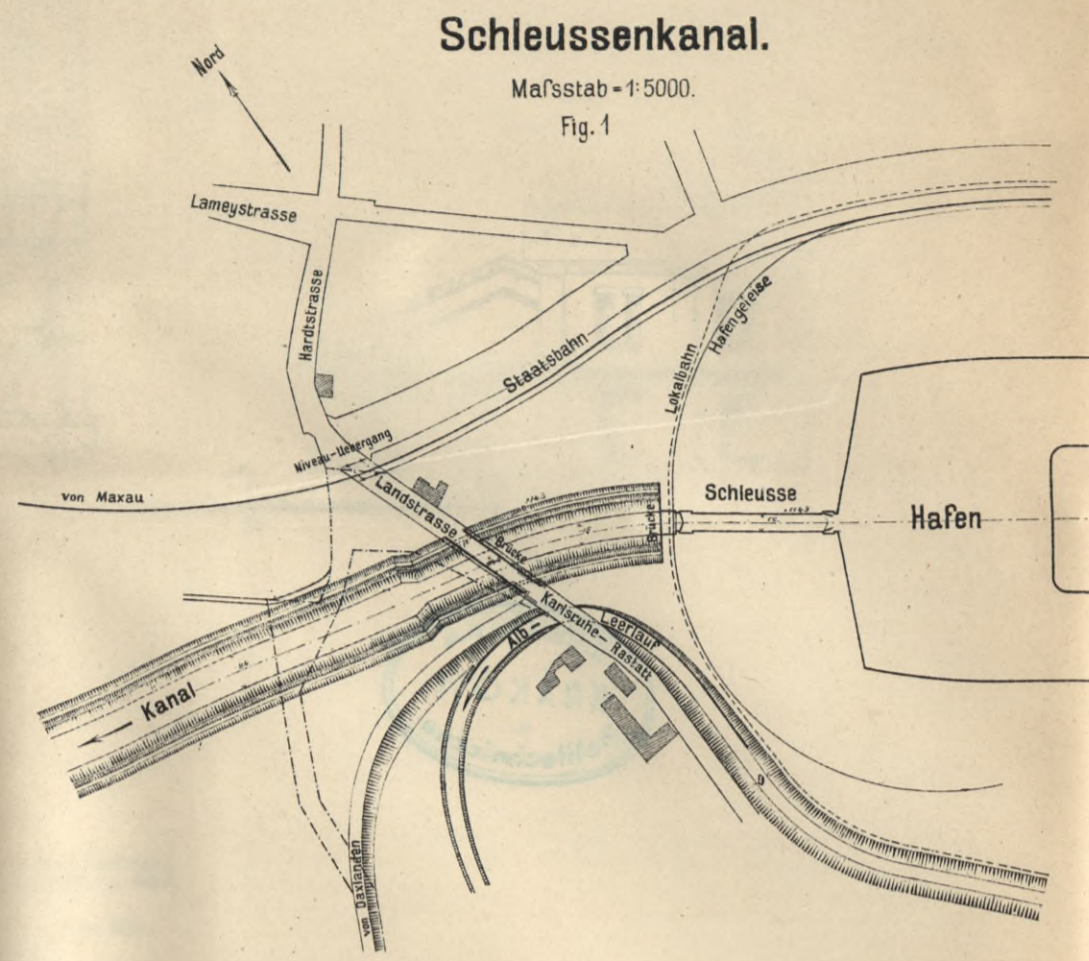 Schleussenkanal.
Maſsstab = 1:5000.
Fig. 1
Nord
Lameystrasse
Hardtstrasse
Staatsbahn
Hafengeleise
Lokalbahn
Niveau-Uebergang
von Maxau
Landstrasse
Brücke
Brücke
Schleusse
Hafen
Karlsruhe-Rastatt
Alb-
Leerlauf
Kanal
von Daxlanden